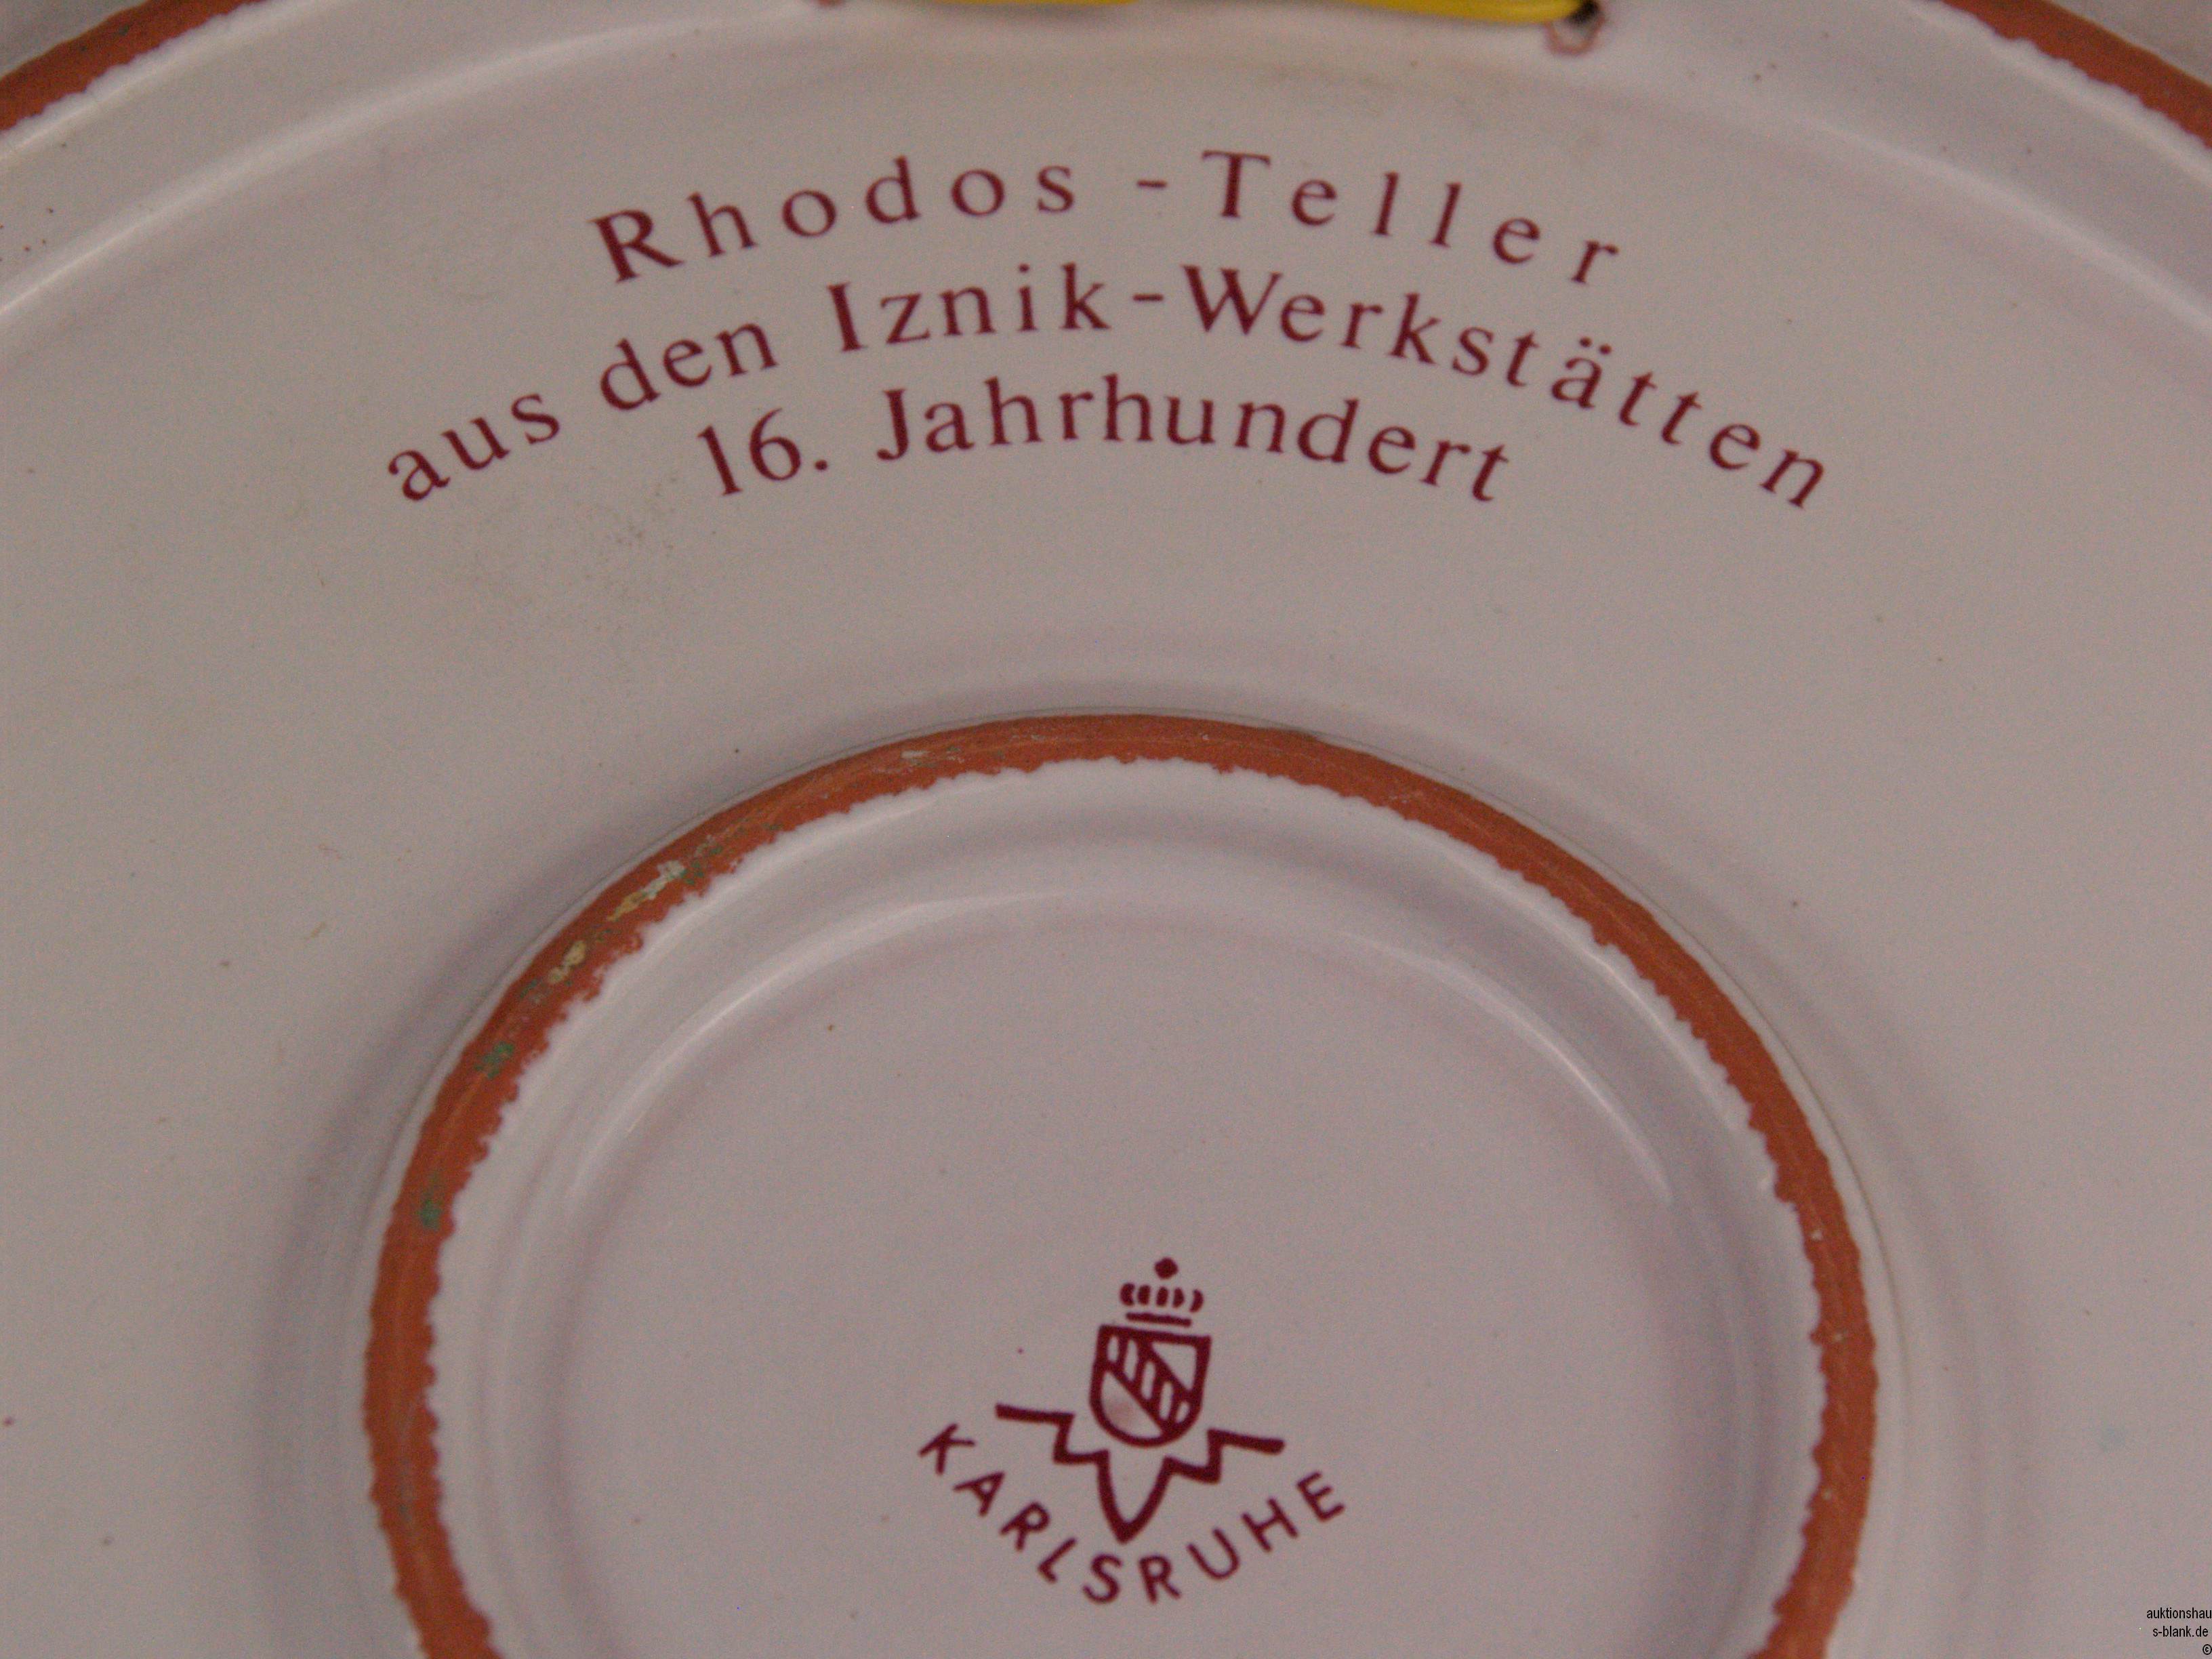 Rhodos - Teller
aus den Iznik - Werkstätten
16. Jahrhundert
KARLSRUHE
auktionshau
s-blank.de
©